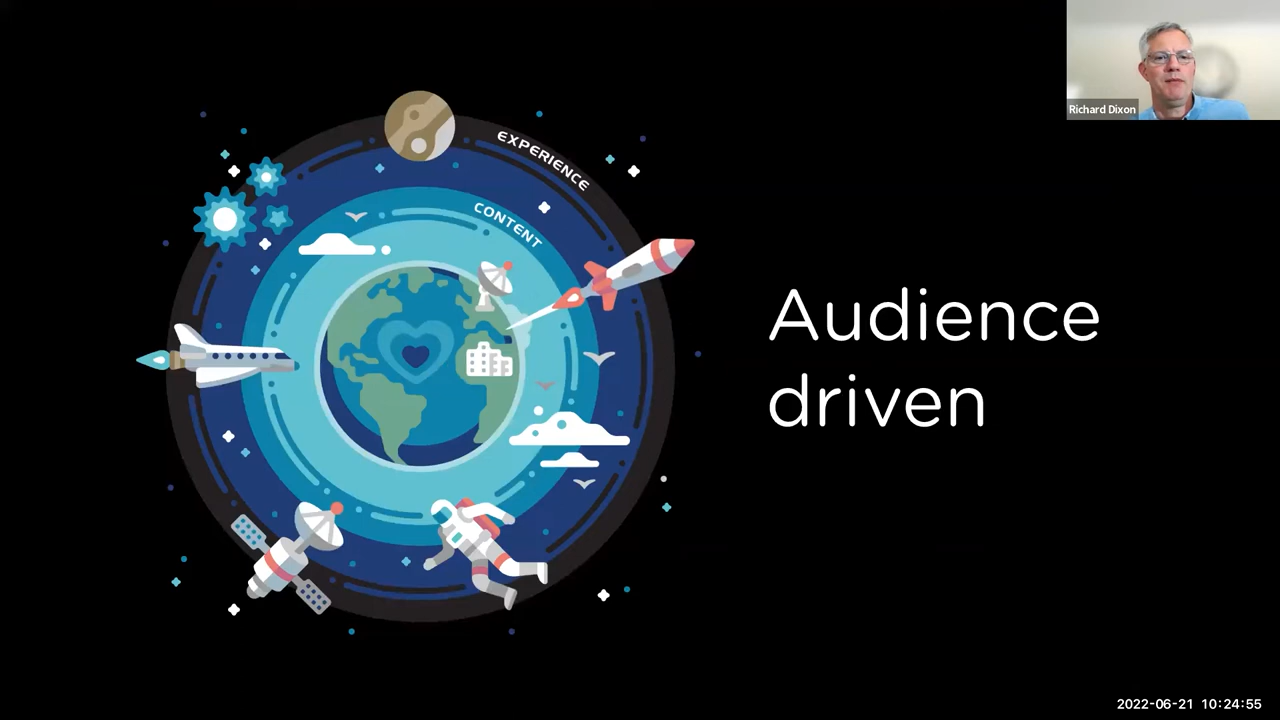 Richard Dixon
EXPERIENCE
CONTENT
Audience
driven
2022-06-21 10:24:55